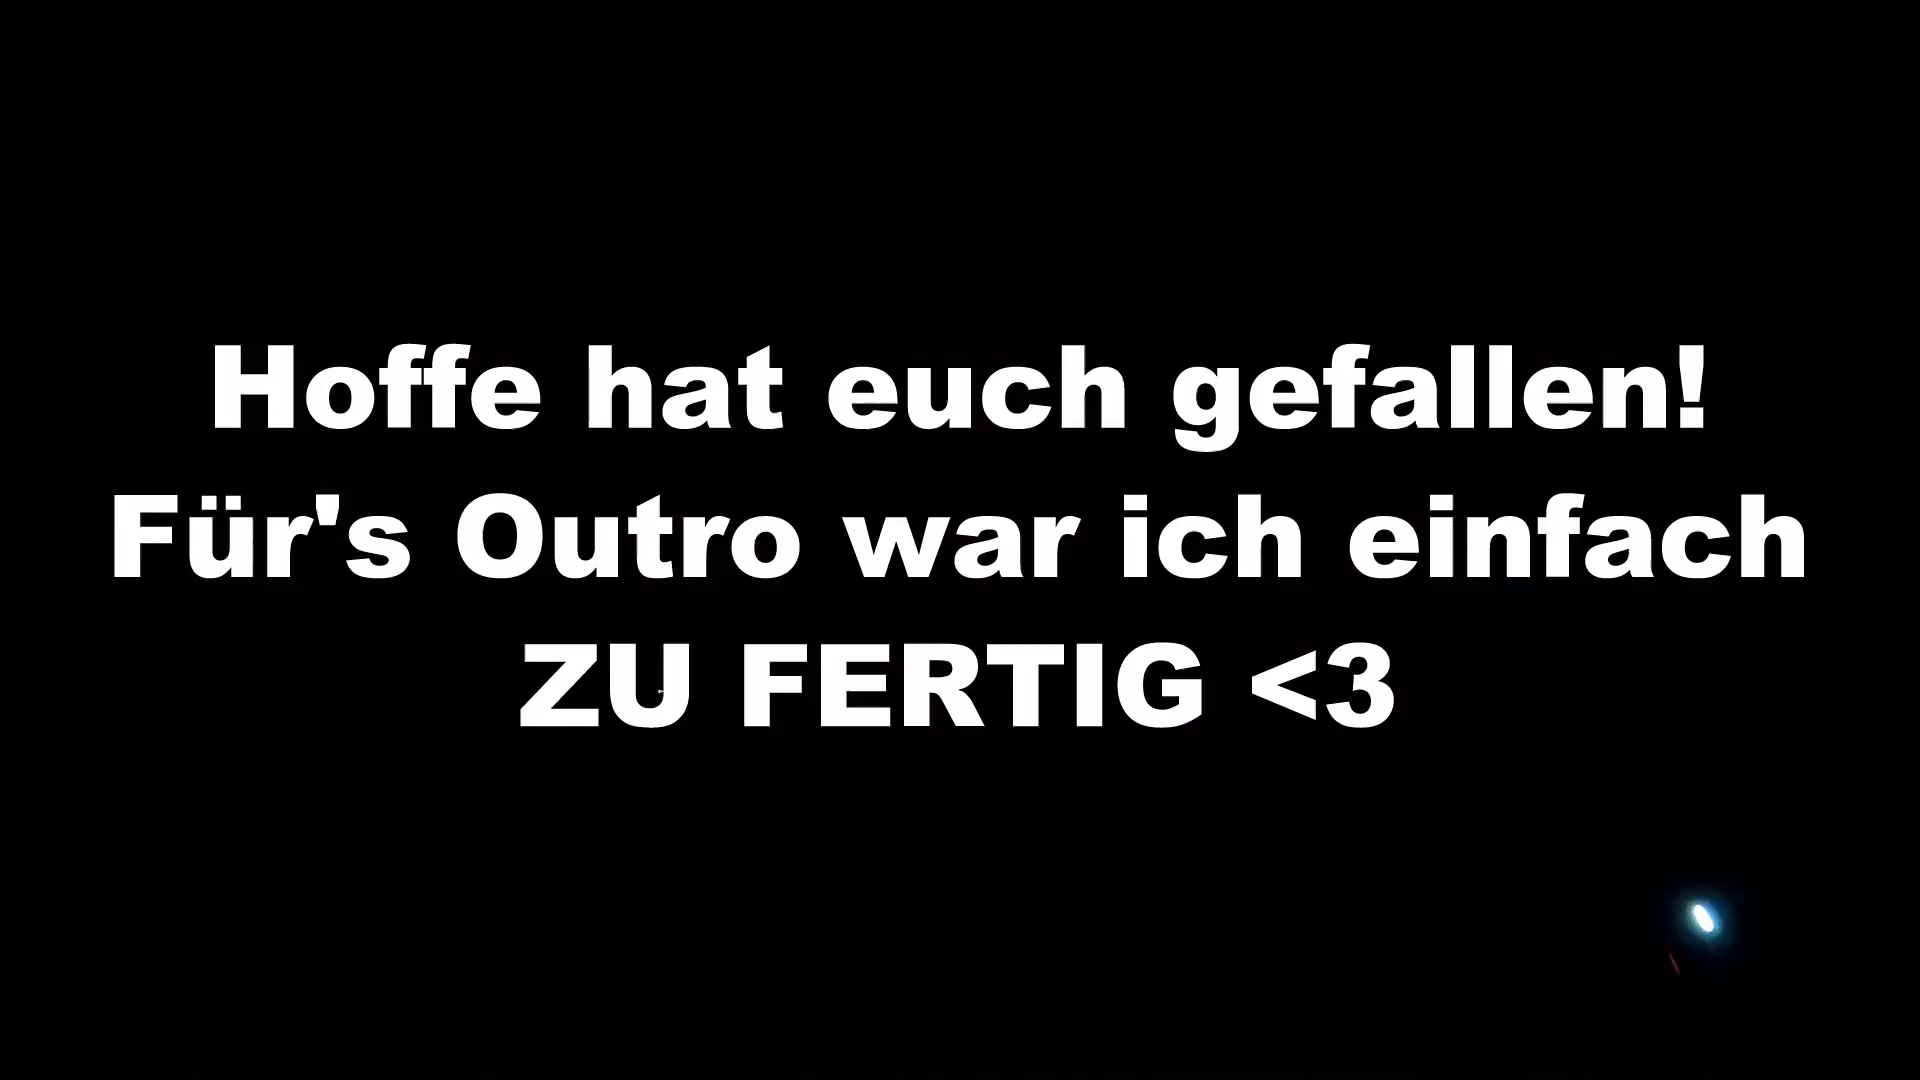 Hoffe hat euch gefallen!
Für's Outro war ich einfach
ZU FERTIG <3